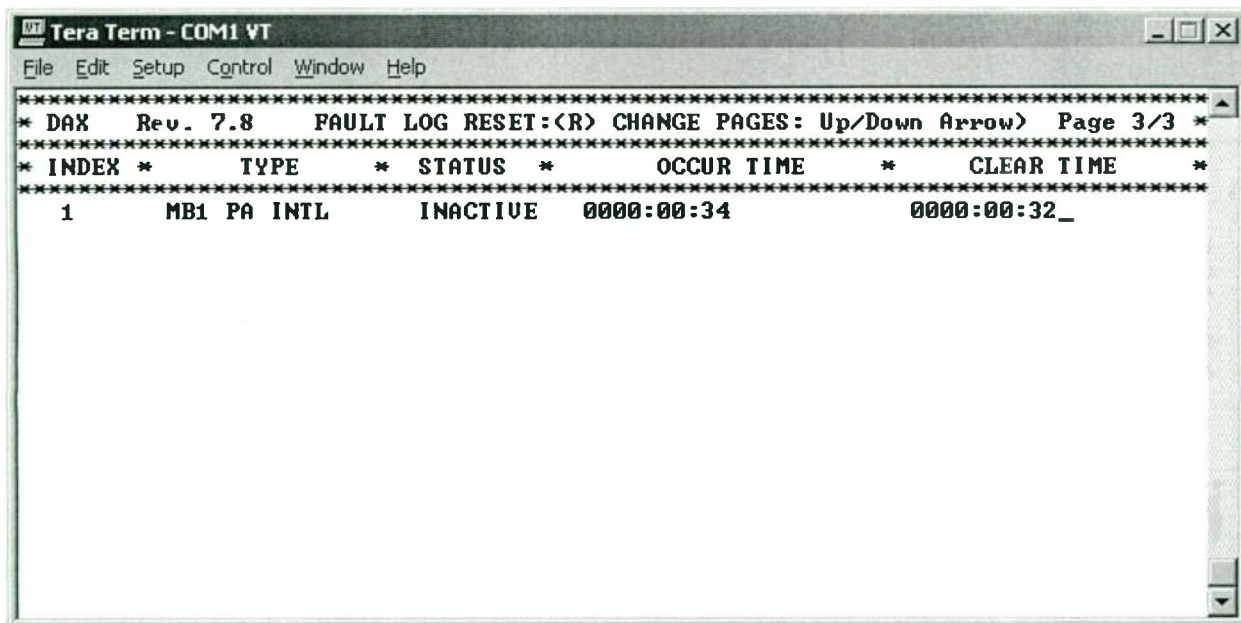 Tera Term - COM1 VT
File Edit Setup Control Window Help
*********************************************************************************
* DAX Rev. 7.8 FAULT LOG RESET:(R) CHANGE PAGES: Up/Down Arrow) Page 3/3 *
*********************************************************************************
* INDEX * TYPE * STATUS * OCCUR TIME * CLEAR TIME *
*********************************************************************************
1 MB1 PA INTL INACTIVE 0000:00:34 0000:00:32_